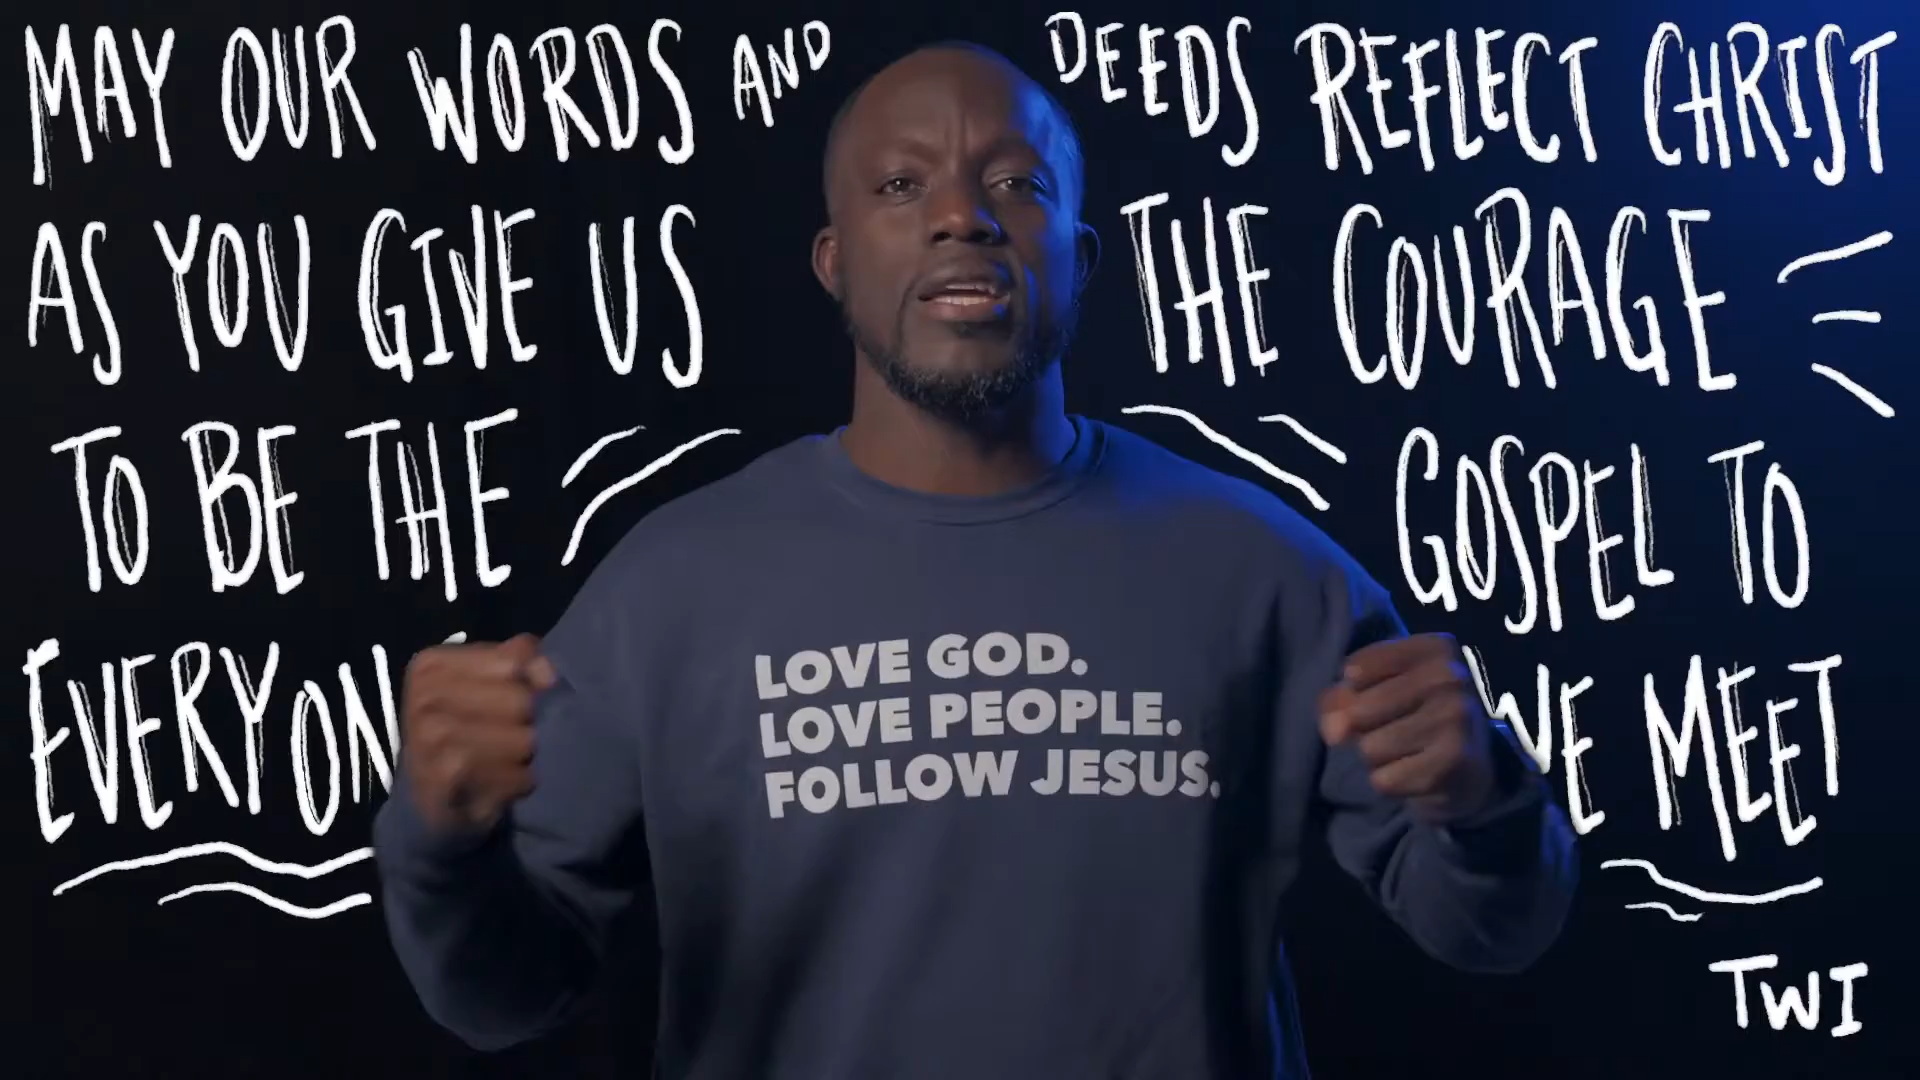 MAY OUR WORDS AND DEEDS REFLECT CHRIST
AS YOU GIVE US THE COURAGE
TO BE THE GOSPEL TO
EVERYON WE MEET
TWI
LOVE GOD.
LOVE PEOPLE.
FOLLOW JESUS.